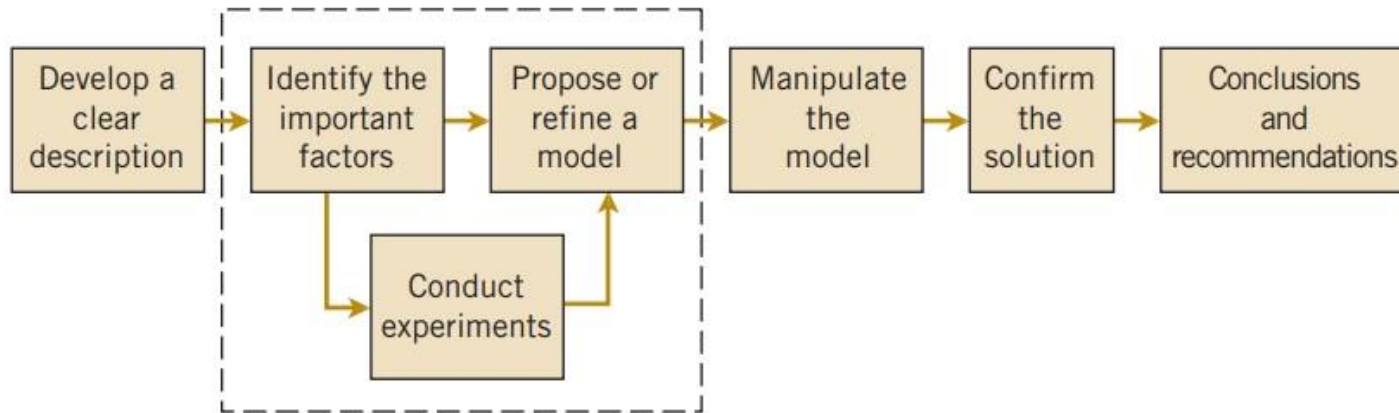 Develop a
clear
description
Identify the
important
factors
Propose or
refine a
model
Manipulate
the
model
Confirm
the
solution
Conclusions
and
recommendations
Conduct
experiments